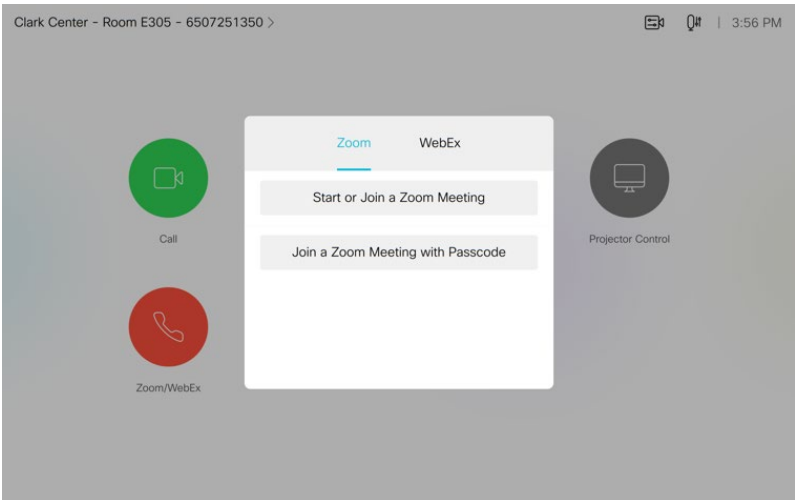 Clark Center - Room E305 - 6507251350 >
3:56 PM
Zoom WebEx
Start or Join a Zoom Meeting
Join a Zoom Meeting with Passcode
Call
Projector Control
Zoom/WebEx